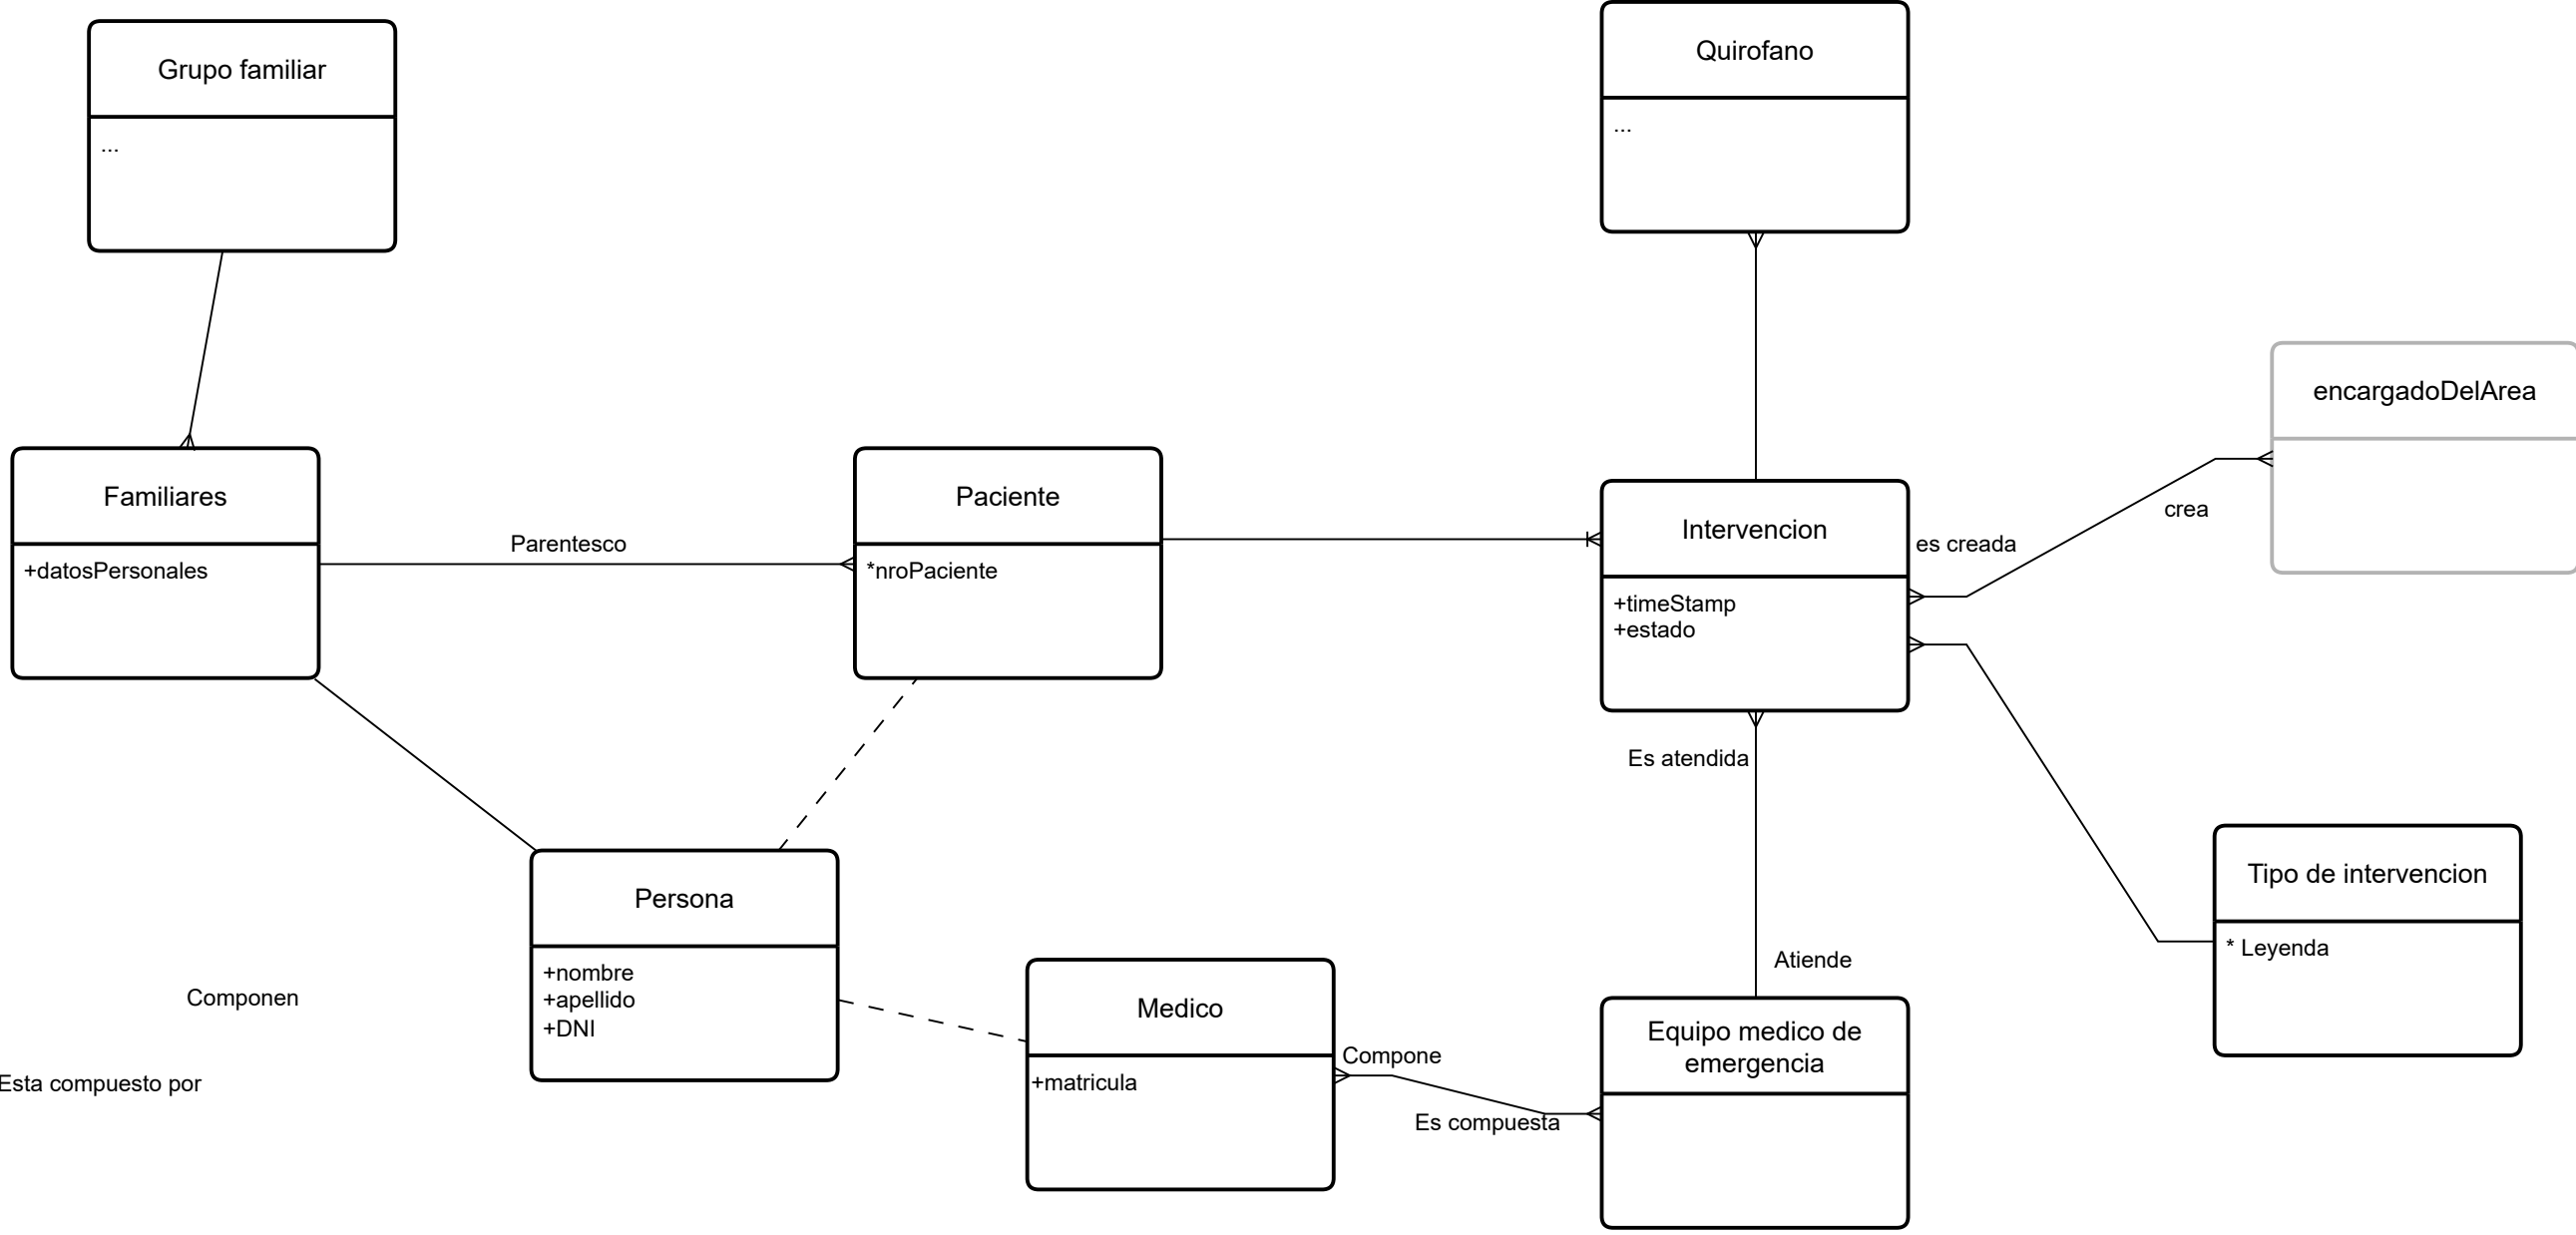 Grupo familiar
...
Quirofano
...
encargadoDelArea
crea
es creada
Familiares
+datosPersonales
Parentesco
Paciente
*nroPaciente
Intervencion
+timeStamp
+estado
Es atendida
Atiende
Tipo de intervencion
* Leyenda
Persona
+nombre
+apellido
+DNI
Componen
Esta compuesto por
Medico
+matricula
Compone
Es compuesta
Equipo medico de
emergencia